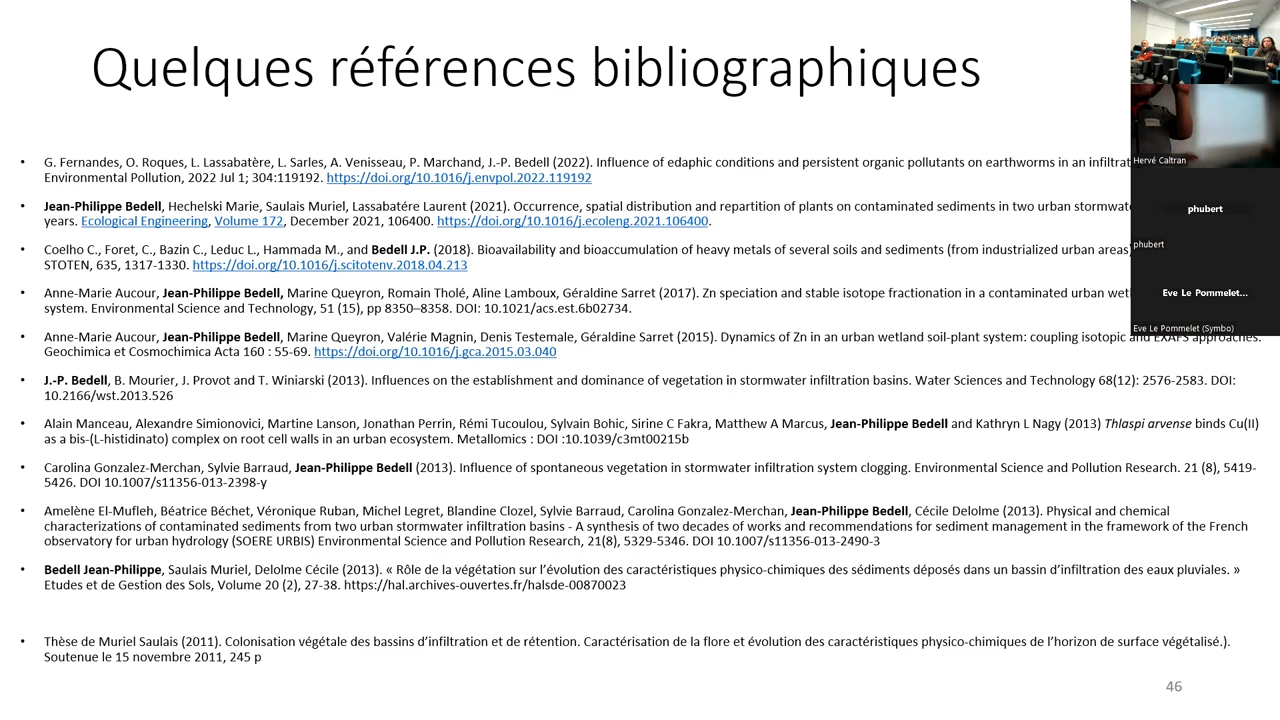 Quelques références bibliographiques
• G. Fernandes, O. Roques, L. Lassabatère, L. Sarles, A. Venisseau, P. Marchand, J.-P. Bedell (2022). Influence of edaphic conditions and persistent organic pollutants on earthworms in an
Environmental Pollution, 2022 Jul 1; 304:119192. https://doi.org/10.1016/j.envpol.2022.119192
• Jean-Philippe Bedell, Hechelski Marie, Saulais Muriel, Lassabatére Laurent (2021). Occurrence, spatial distribution and repartition of plants on contaminated sediments in two urban
years. Ecological Engineering, Volume 172, December 2021, 106400. https://doi.org/10.1016/j.ecoleng.2021.106400.
• Coelho C., Foret, C., Bazin C., Leduc L., Hammada M., and Bedell J.P. (2018). Bioavailability and bioaccumulation of heavy metals of several soils and sediments (from industrialized urban areas)
STOTEN, 635, 1317-1330. https://doi.org/10.1016/j.scitotenv.2018.04.213
• Anne-Marie Aucour, Jean-Philippe Bedell, Marine Queyron, Romain Tholé, Aline Lamboux, Géraldine Sarret (2017). Zn speciation and stable isotope fractionation in a contaminated urban
system. Environmental Science and Technology, 51 (15), pp 8350–8358. DOI: 10.1021/acs.est.6b02734.
• Anne-Marie Aucour, Jean-Philippe Bedell, Marine Queyron, Valérie Magnin, Denis Testemale, Géraldine Sarret (2015). Dynamics of Zn in an urban wetland soil-plant system: coupling isotopic and EXAFS approaches.
Geochimica et Cosmochimica Acta 160 : 55-69. https://doi.org/10.1016/j.gca.2015.03.040
• J.-P. Bedell, B. Mourier, J. Provot and T. Winiarski (2013). Influences on the establishment and dominance of vegetation in stormwater infiltration basins. Water Sciences and Technology 68(12): 2576-2583. DOI:
10.2166/wst.2013.526
• Alain Manceau, Alexandre Simionovici, Martine Lanson, Jonathan Perrin, Rémi Tucoulou, Sylvain Bohic, Sirine C Fakra, Matthew A Marcus, Jean-Philippe Bedell and Kathryn L Nagy (2013) Thlaspi arvense binds Cu(II)
as a bis-(L-histidinato) complex on root cell walls in an urban ecosystem. Metallomics : DOI :10.1039/c3mt00215b
• Carolina Gonzalez-Merchan, Sylvie Barraud, Jean-Philippe Bedell (2013). Influence of spontaneous vegetation in stormwater infiltration system clogging. Environmental Science and Pollution Research. 21 (8), 5419-
5426. DOI 10.1007/s11356-013-2398-y
• Amelène El-Mufleh, Béatrice Béchet, Véronique Ruban, Michel Legret, Blandine Clozel, Sylvie Barraud, Carolina Gonzalez-Merchan, Jean-Philippe Bedell, Cécile Delolme (2013). Physical and chemical
characterizations of contaminated sediments from two urban stormwater infiltration basins - A synthesis of two decades of works and recommendations for sediment management in the framework of the French
observatory for urban hydrology (SOERE URBIS) Environmental Science and Pollution Research, 21(8), 5329-5346. DOI 10.1007/s11356-013-2490-3
• Bedell Jean-Philippe, Saulais Muriel, Delolme Cécile (2013). « Rôle de la végétation sur l’évolution des caractéristiques physico-chimiques des sédiments déposés dans un bassin d’infiltration des eaux pluviales. »
Etudes et de Gestion des Sols, Volume 20 (2), 27-38. https://hal.archives-ouvertes.fr/halsde-00870023
• Thèse de Muriel Saulais (2011). Colonisation végétale des bassins d’infiltration et de rétention. Caractérisation de la flore et évolution des caractéristiques physico-chimiques de l’horizon de surface végétalisé.).
Soutenue le 15 novembre 2011, 245 p
46
Hervé Caltran
phubert
phubert
Eve Le Pommelet...
Eve Le Pommelet (Symbo)